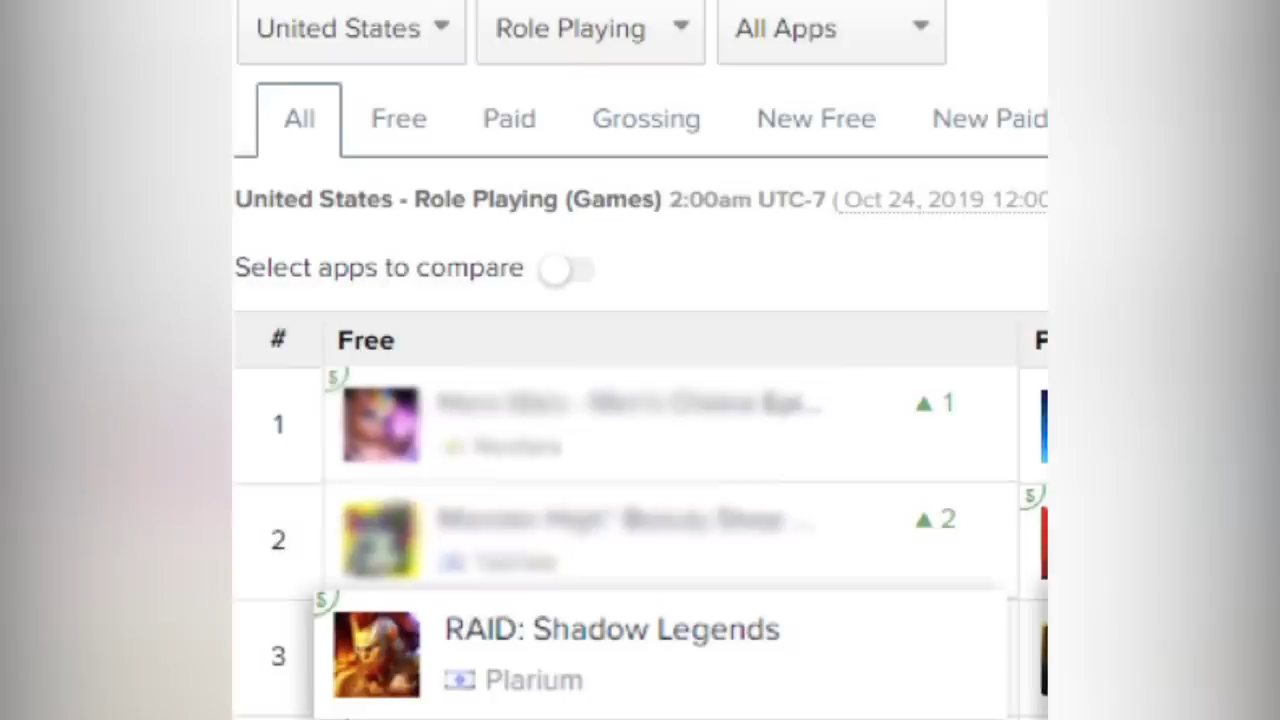 United States
Role Playing
All Apps
All
Free
Paid
Grossing
New Free
New Paid
United States - Role Playing (Games) 2:00am UTC-7 ( Oct 24, 2019 12:00
Select apps to compare
#
Free
F
$
1
▲ 1
2
▲ 2
$
$
3
RAID: Shadow Legends
Plarium